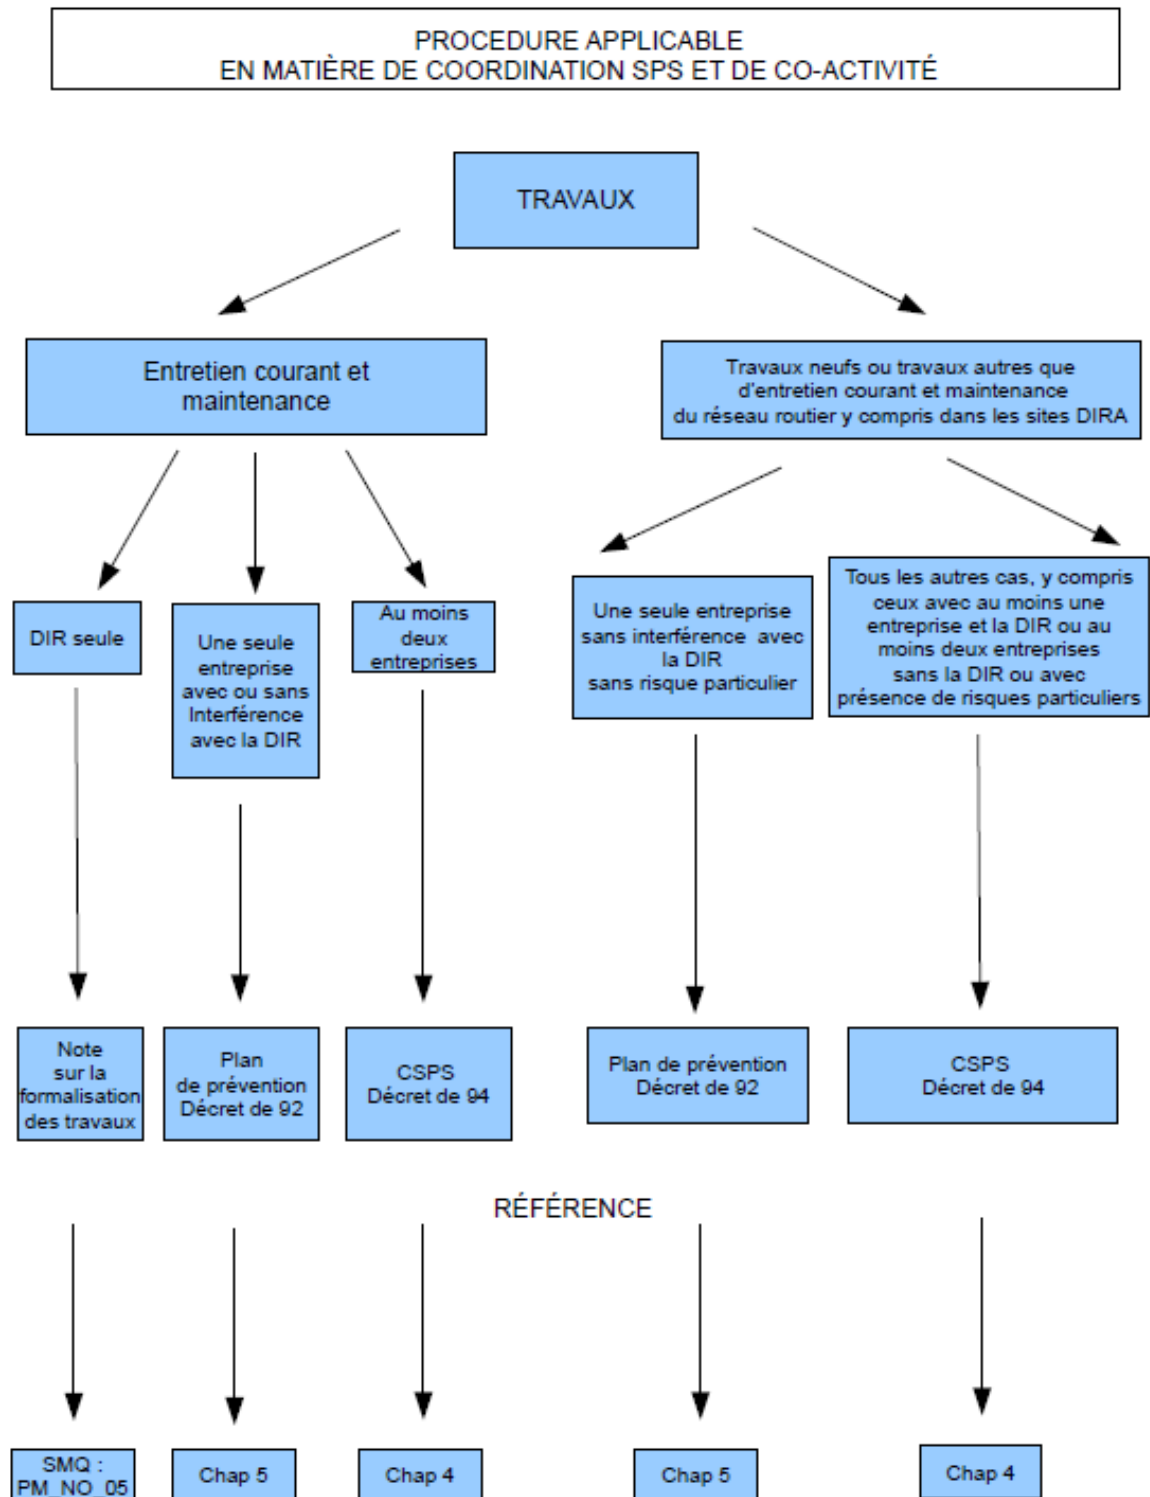 PROCEDURE APPLICABLE
EN MATIÈRE DE COORDINATION SPS ET DE CO-ACTIVITÉ
TRAVAUX
Entretien courant et
maintenance
Travaux neufs ou travaux autres que
d'entretien courant et maintenance
du réseau routier y compris dans les sites DIRA
DIR seule
Une seule
entreprise
avec ou sans
Interférence
avec la DIR
Au moins
deux
entreprises
Une seule entreprise
sans interférence avec
la DIR
sans risque particulier
Tous les autres cas, y compris
ceux avec au moins une
entreprise et la DIR ou au
moins deux entreprises
sans la DIR ou avec
présence de risques particuliers
Note
sur la
formalisation
des travaux
Plan
de prévention
Décret de 92
CSPS
Décret de 94
Plan de prévention
Décret de 92
CSPS
Décret de 94
RÉFÉRENCE
SMQ :
PM_NO_05
Chap 5
Chap 4
Chap 5
Chap 4